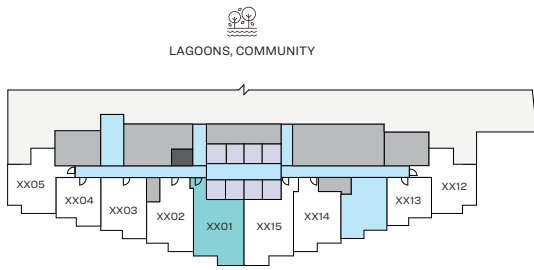 LAGOONS, COMMUNITY
XX05
XX04
XX03
XX02
XX01
XX15
XX14
XX13
XX12